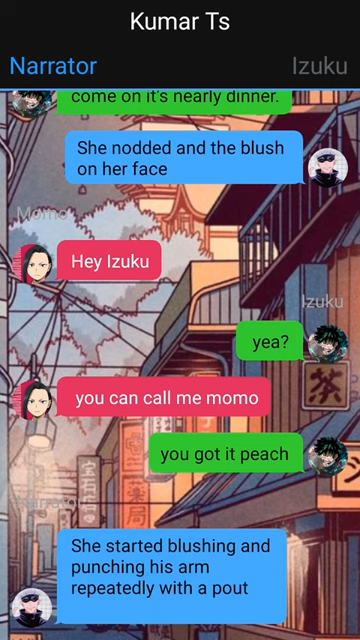 Kumar Ts
Narrator
Izuku
come on it's nearly dinner.
She nodded and the blush
on her face
Momo
Hey Izuku
Izuku
yea?
you can call me momo
you got it peach
Narrator
She started blushing and
punching his arm
repeatedly with a pout